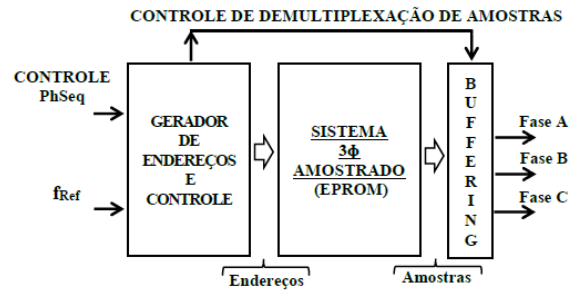 CONTROLE DE DEMULTIPLEXAÇÃO DE AMOSTRAS
CONTROLE
PhSeq
fRef
GERADOR
DE
ENDEREÇOS
E
CONTROLE
SISTEMA
3Φ
AMOSTRADO
(EPROM)
B
U
F
F
E
R
I
N
G
Fase A
Fase B
Fase C
Endereços
Amostras